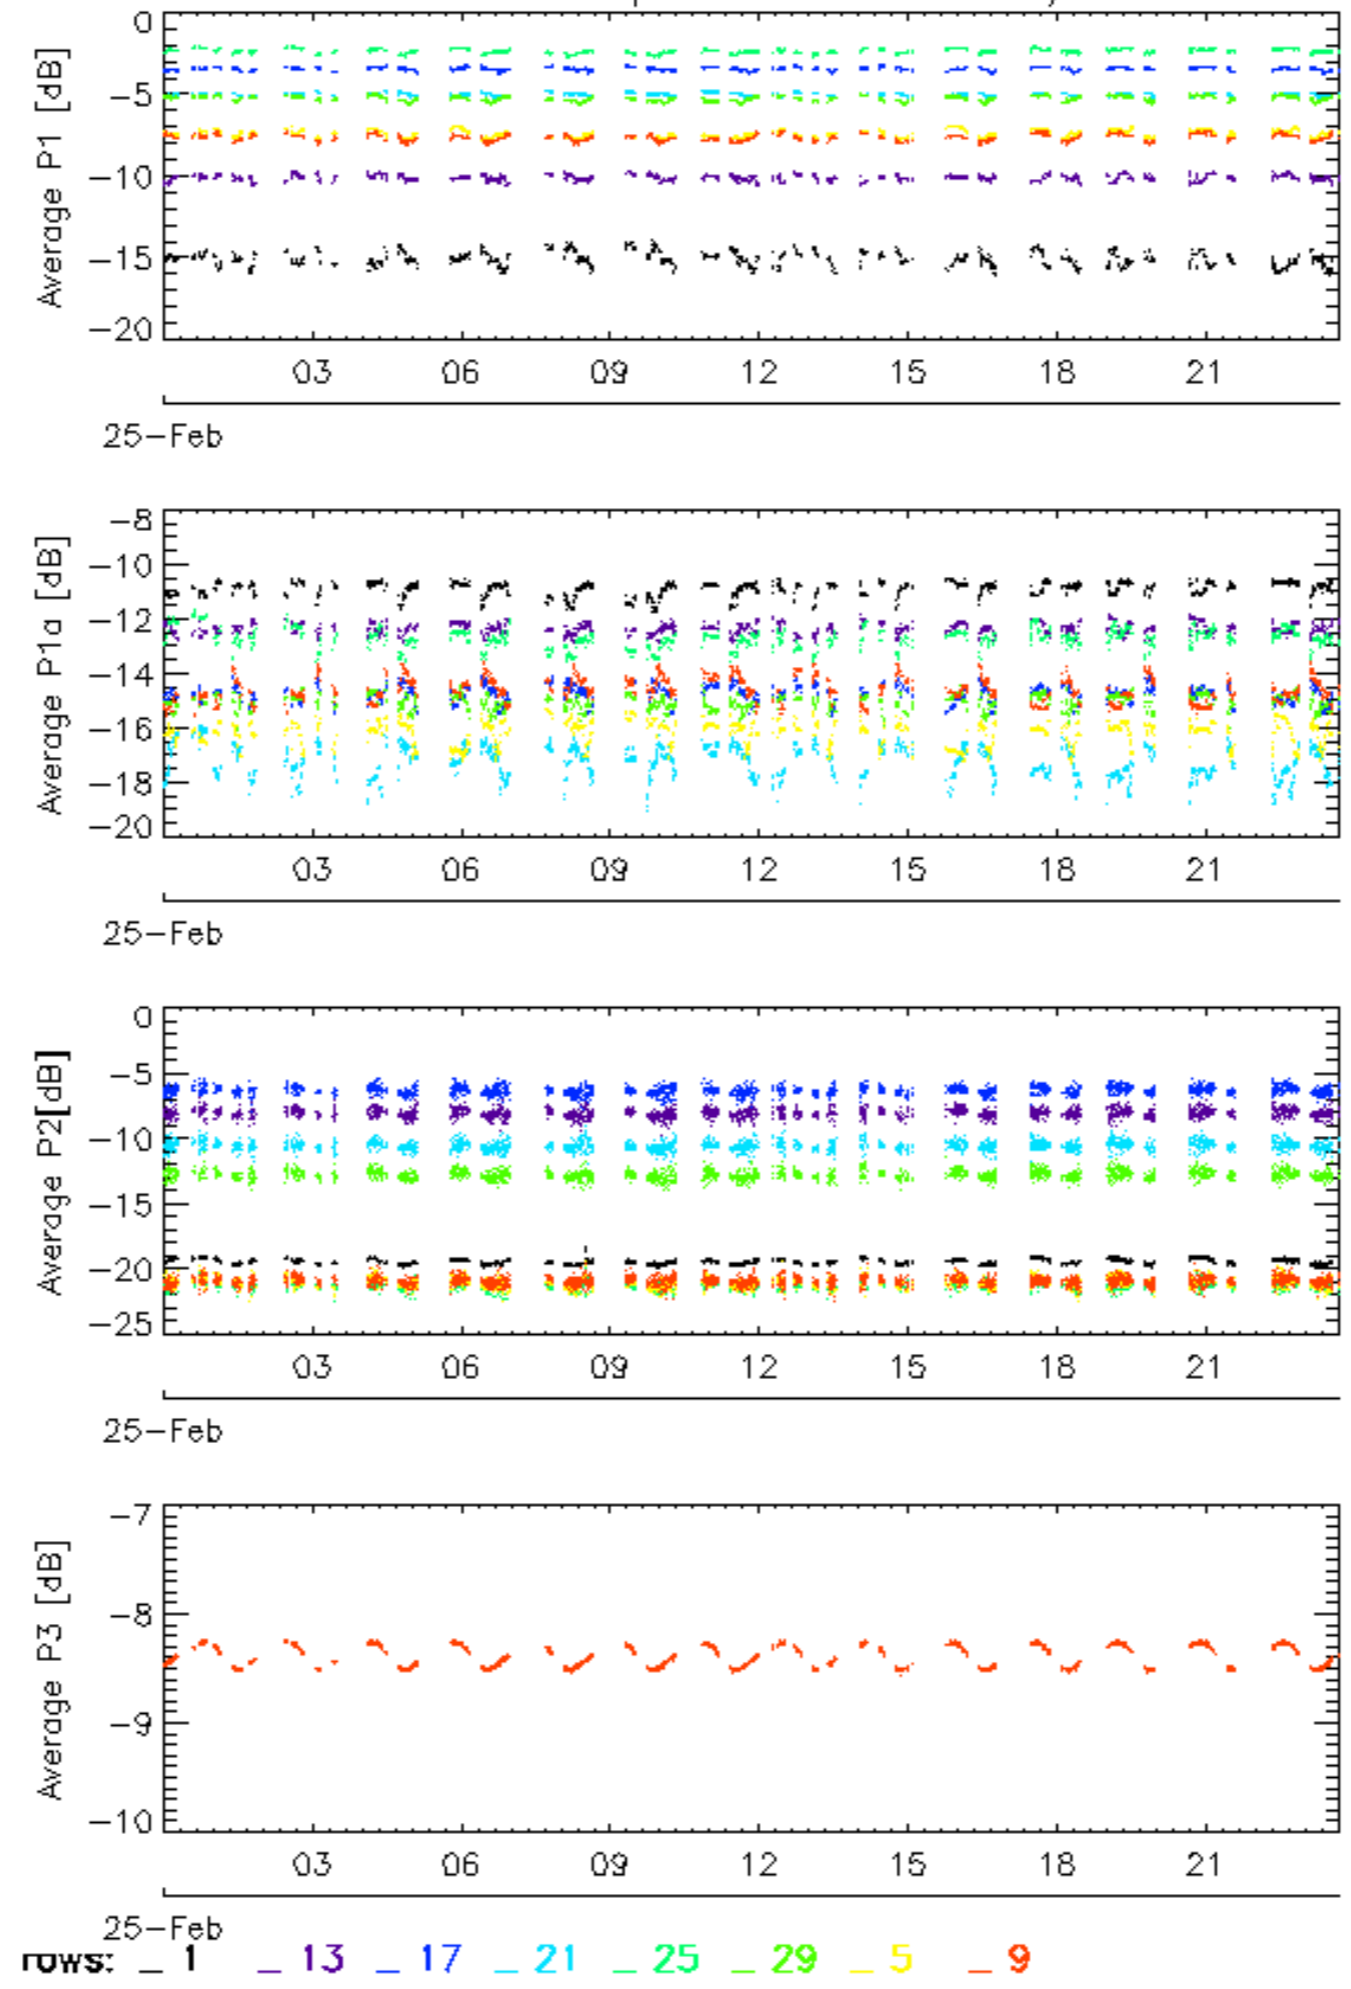 Average P1 [dB]
0
−5
−10
−15
−20
03 06 09 12 15 18 21
25−Feb
Average P1a [dB]
−8
−10
−12
−14
−16
−18
−20
03 06 09 12 15 18 21
25−Feb
Average P2[dB]
0
−5
−10
−15
−20
−25
03 06 09 12 15 18 21
25−Feb
Average P3 [dB]
−7
−8
−9
−10
03 06 09 12 15 18 21
25−Feb
rows: _ 1 _ 13 _ 17 _ 21 _ 25 _ 29 _ 5 _ 9